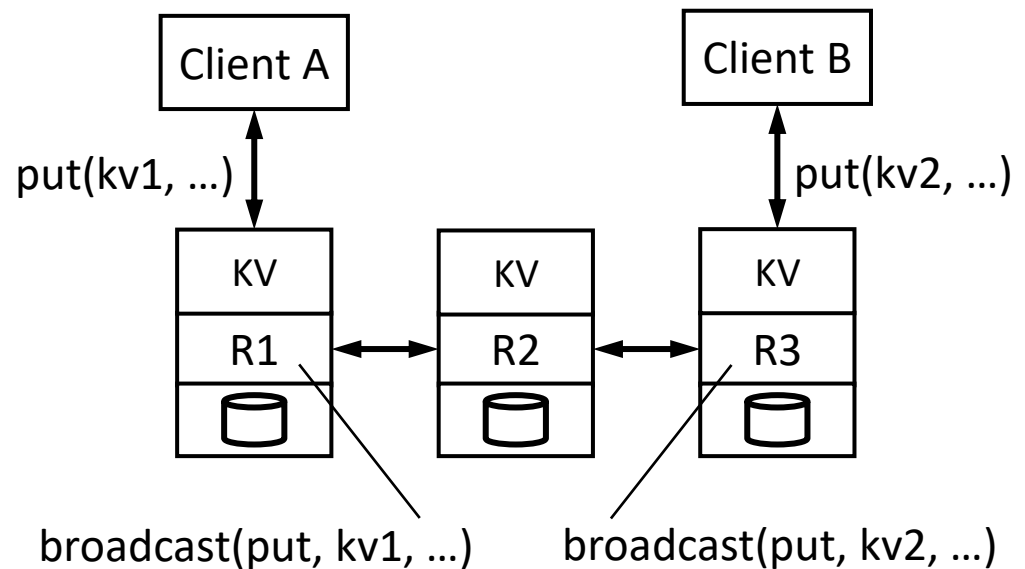 Client A
Client B
put(kv1, …)
put(kv2, …)
KV
KV
KV
R1
R2
R3
broadcast(put, kv1, …)
broadcast(put, kv2, …)